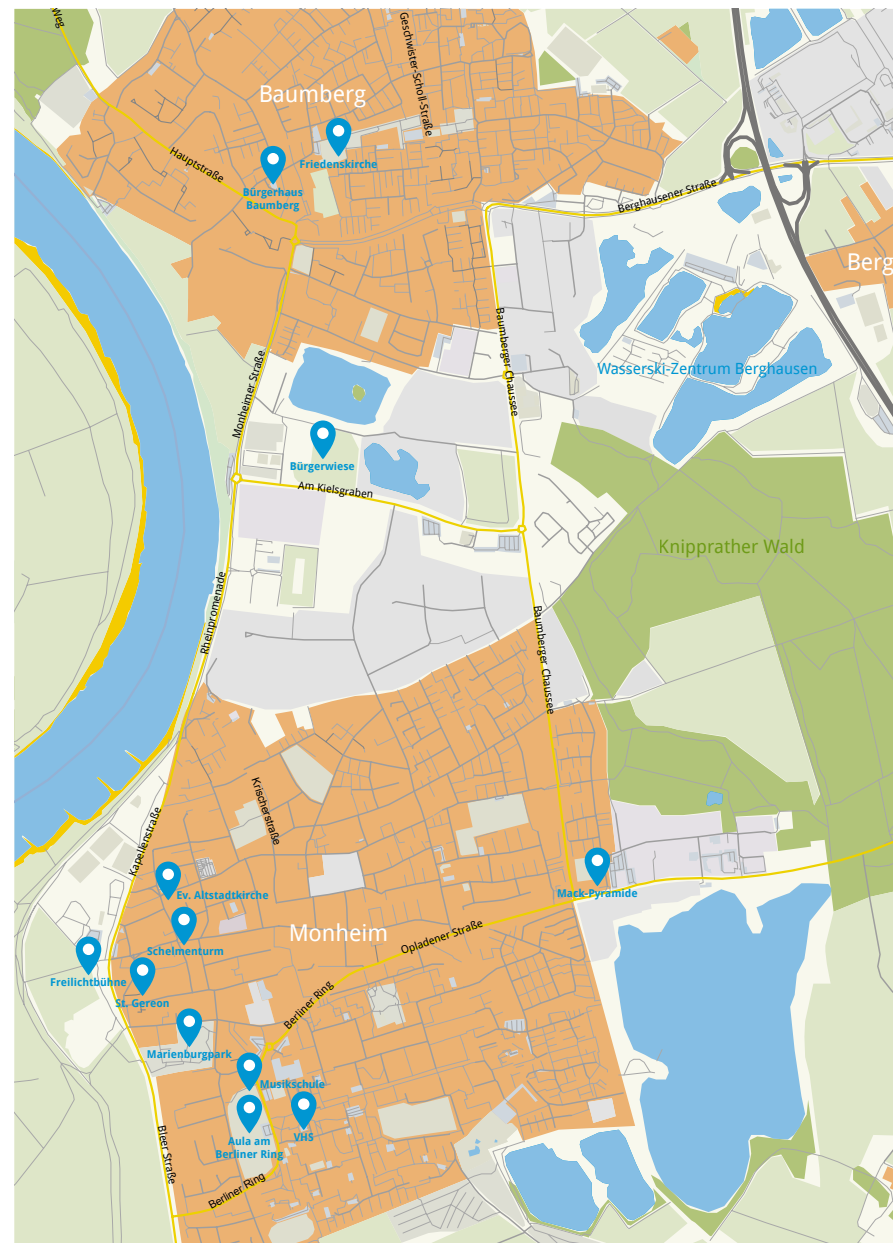 Weg
Geschwister-Scholl-Straße
Baumberg
Hauptstraße
Friedenskirche
Bürgerhaus
Baumberg
Berghausener Straße
Berg
Baumberger Chaussee
Monheimer Straße
Wasserski-Zentrum Berghausen
Bürgerwiese
Am Kielsgraben
Knipprather Wald
Rheinpromenade
Baumberger Chaussee
Krischerstraße
Kapellenstraße
Ev. Altstadtkirche
Mack-Pyramide
Schelmenturm
Monheim
Opladener Straße
Freilichtbühne
St. Gereon
Berliner Ring
Marienburgpark
Musikschule
VHS
Aula am
Berliner Ring
Bleer Straße
Berliner Ring